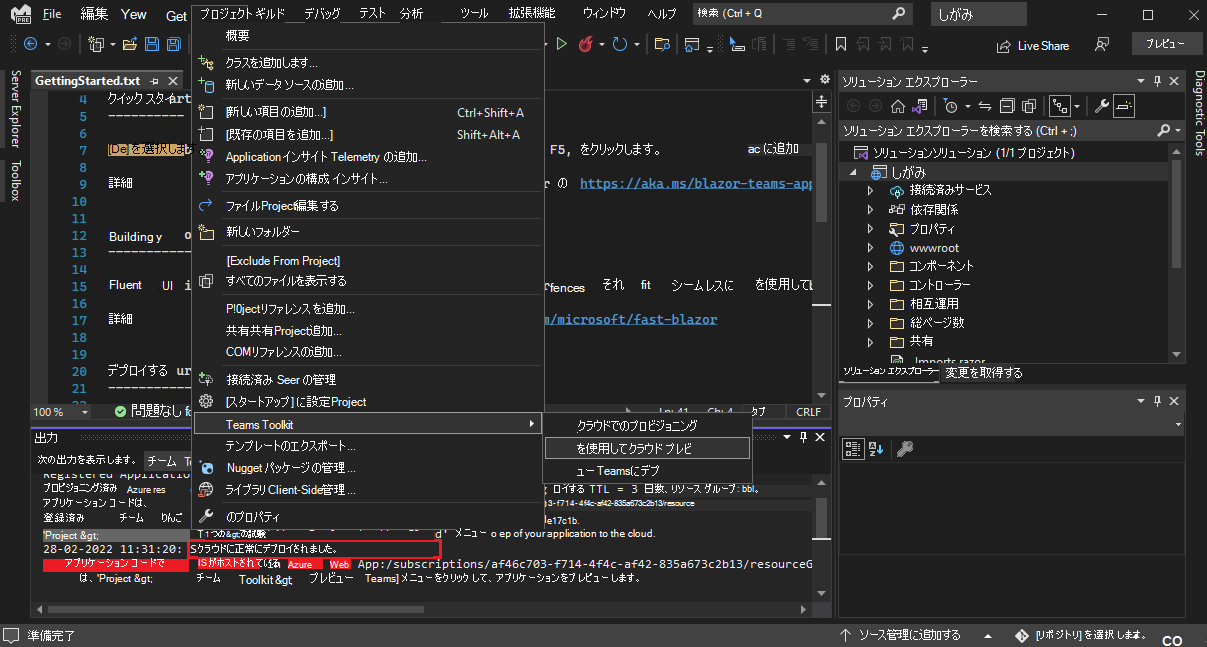 File 編集 Yew Get プロジェクト ギルド デバッグ テスト 分析 ツール 拡張機能 ウィンドウ ヘルプ 検索 (Ctrl + Q しがみ
Live Share プレビュー
Server Explorer
Toolbox
GettingStarted.txt
4 クイック スタイ art
5 ----------
6
7 [De] を選択しま F5, をクリックします。 ac に追加
8
9 詳細 r の https://aka.ms/blazor-teams-app
10
11
12 Building y o
13
14
15 Fluent UI i ffences それ fit シームレスに を使用して
16
17 詳細 m/microsoft/fast-blazor
18
19
20 デプロイする ur
21
100 % 問題なし fo Ln: 41 Ch: 4 タブ CRLF
概要
クラスを追加します...
新しいデータ ソースの追加...
[新しい項目の追加...] Ctrl+Shift+A
[既存の項目を追加...] Shift+Alt+A
Applicationインサイト Telemetry の追加...
アプリケーションの構成 インサイト...
ファイルProject編集する
新しいフォルダー
[Exclude From Project]
すべてのファイルを表示する
P!0jectリファレンスを追加...
共有共有Project追加...
COMリファレンスの追加...
接続済み Seer の管理
[スタートアップ] に設定Project
Teams Toolkit
テンプレートのエクスポート...
Nugget パッケージの管理...
ライブラリ Client-Side管理...
のプロパティ
クラウドでのプロビジョニング
を使用してクラウド プレビ
ュー Teamsにデプ
出力
次の出力を表示します。 チーム To
Registered Application
プロビジョニング済み Azure res ロイする TTL = 3 日数、リソース グループ: bbl。
アプリケーション コードは、 3-f714-4f4c-af42-835a673c2b13/resource
登録済み チーム りんご le17c1b.
'Project &gt; T 1 つの&gt;の試験 d' メニュー o ep of your application to the cloud.
28-02-2022 11:31:20: Sクラウドに正常にデプロイされました。
アプリケーション コードで ISがホストされている Azure Web App:/subscriptions/af46c703-f714-4f4c-af42-835a673c2b13/resourceG
は、'Project &gt; チーム Toolkit &gt; プレビュー Teams] メニューをクリックして、アプリケーションをプレビューします。
ソリューション エクスプローラー
ソリューション エクスプローラーを検索する (Ctrl + ;)
ソリューションソリューション (1/1 プロジェクト)
しがみ
接続済みサービス
依存関係
プロパティ
wwwroot
コンポーネント
コントローラー
相互運用
総ページ数
共有
_Imports.razor
ソリューション エクスプローラー 変更を取得する
プロパティ
Diagnostic Tools
準備完了 ソース管理に追加する [リポジトリ] を選択します。 CO